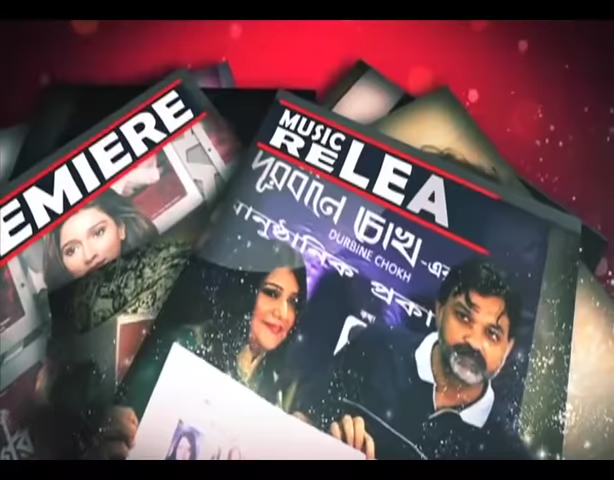 EMIERE
MUSIC
RELEA
দূরবীনে চোখ-এর
DURBINE CHOKH
আনুষ্ঠানিক প্রকা